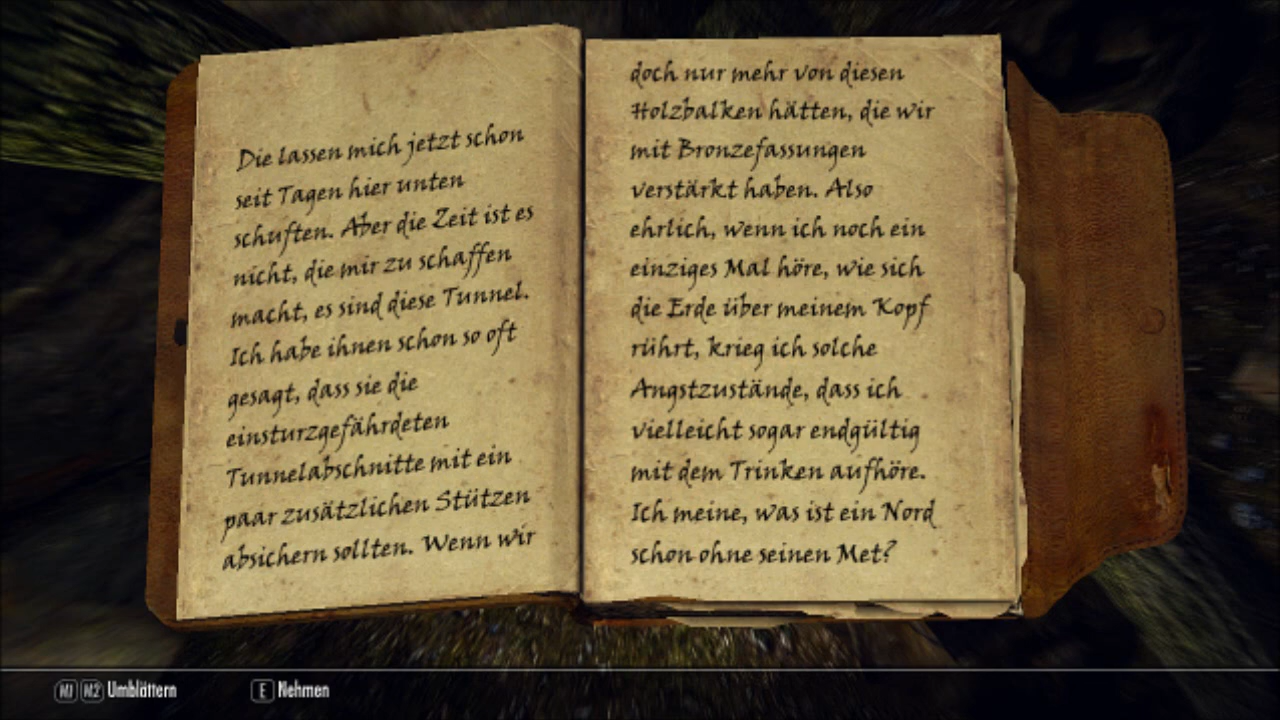 Die lassen mich jetzt schon
seit Tagen hier unten
schuften. Aber die Zeit ist es
nicht, die mir zu schaffen
macht, es sind diese Tunnel.
Ich habe ihnen schon so oft
gesagt, dass sie die
einsturzgefährdeten
Tunnelabschnitte mit ein
paar zusätzlichen Stützen
absichern sollten. Wenn wir
doch nur mehr von diesen
Holzbalken hätten, die wir
mit Bronzefassungen
verstärkt haben. Also
ehrlich, wenn ich noch ein
einziges Mal höre, wie sich
die Erde über meinem Kopf
rührt, krieg ich solche
Angstzustände, dass ich
vielleicht sogar endgültig
mit dem Trinken aufhöre.
Ich meine, was ist ein Nord
schon ohne seinen Met?
M1 M2 Umblättern E Nehmen